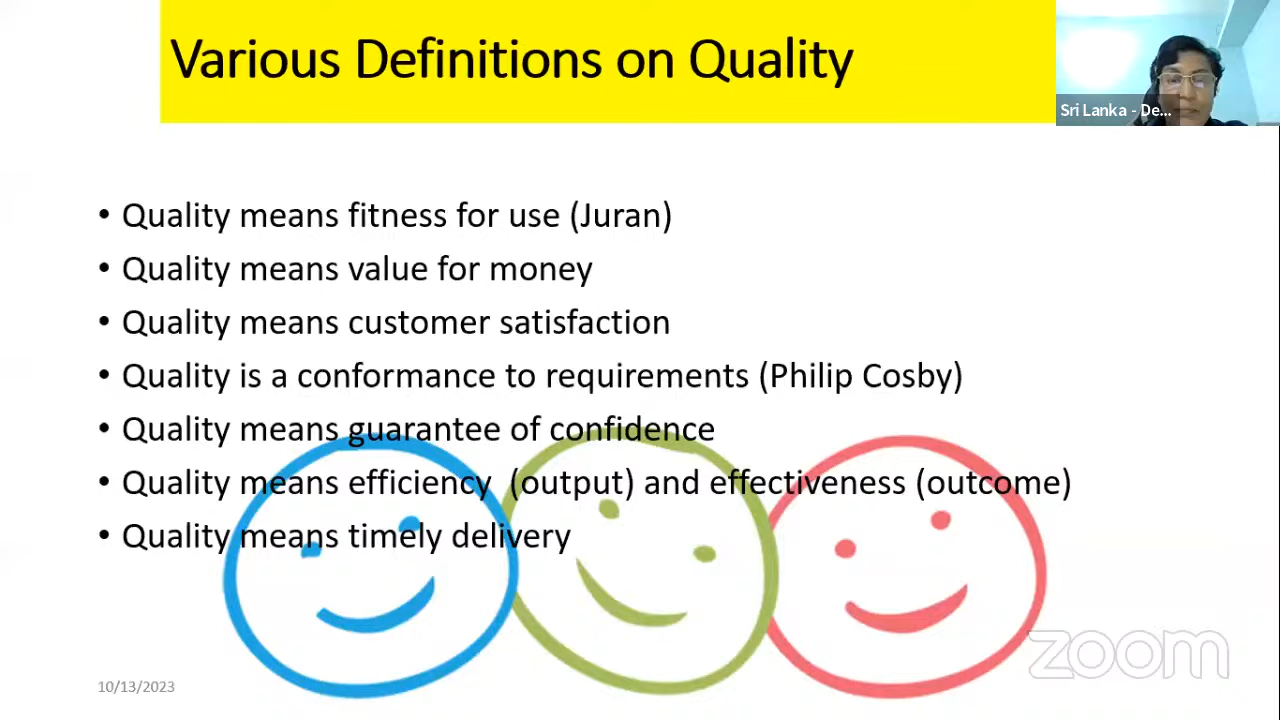 Various Definitions on Quality
Sri Lanka - De...
• Quality means fitness for use (Juran)
• Quality means value for money
• Quality means customer satisfaction
• Quality is a conformance to requirements (Philip Cosby)
• Quality means guarantee of confidence
• Quality means efficiency  (output) and effectiveness (outcome)
• Quality means timely delivery
10/13/2023
zoom